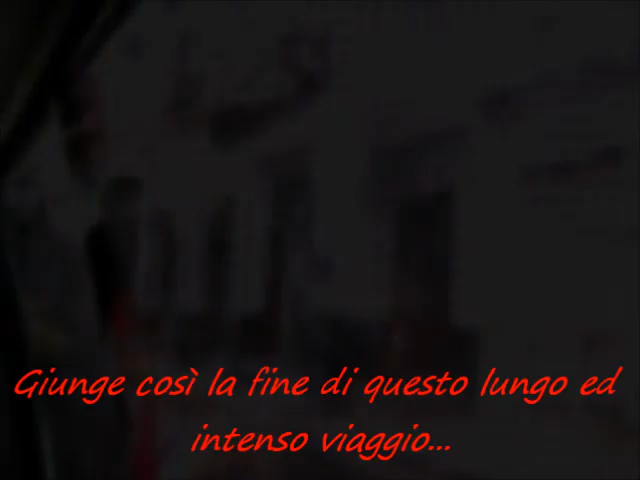 Giunge così la fine di questo lungo ed
intenso viaggio...